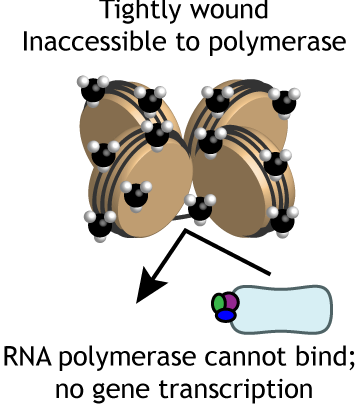 Tightly wound
Inaccessible to polymerase
RNA polymerase cannot bind;
no gene transcription